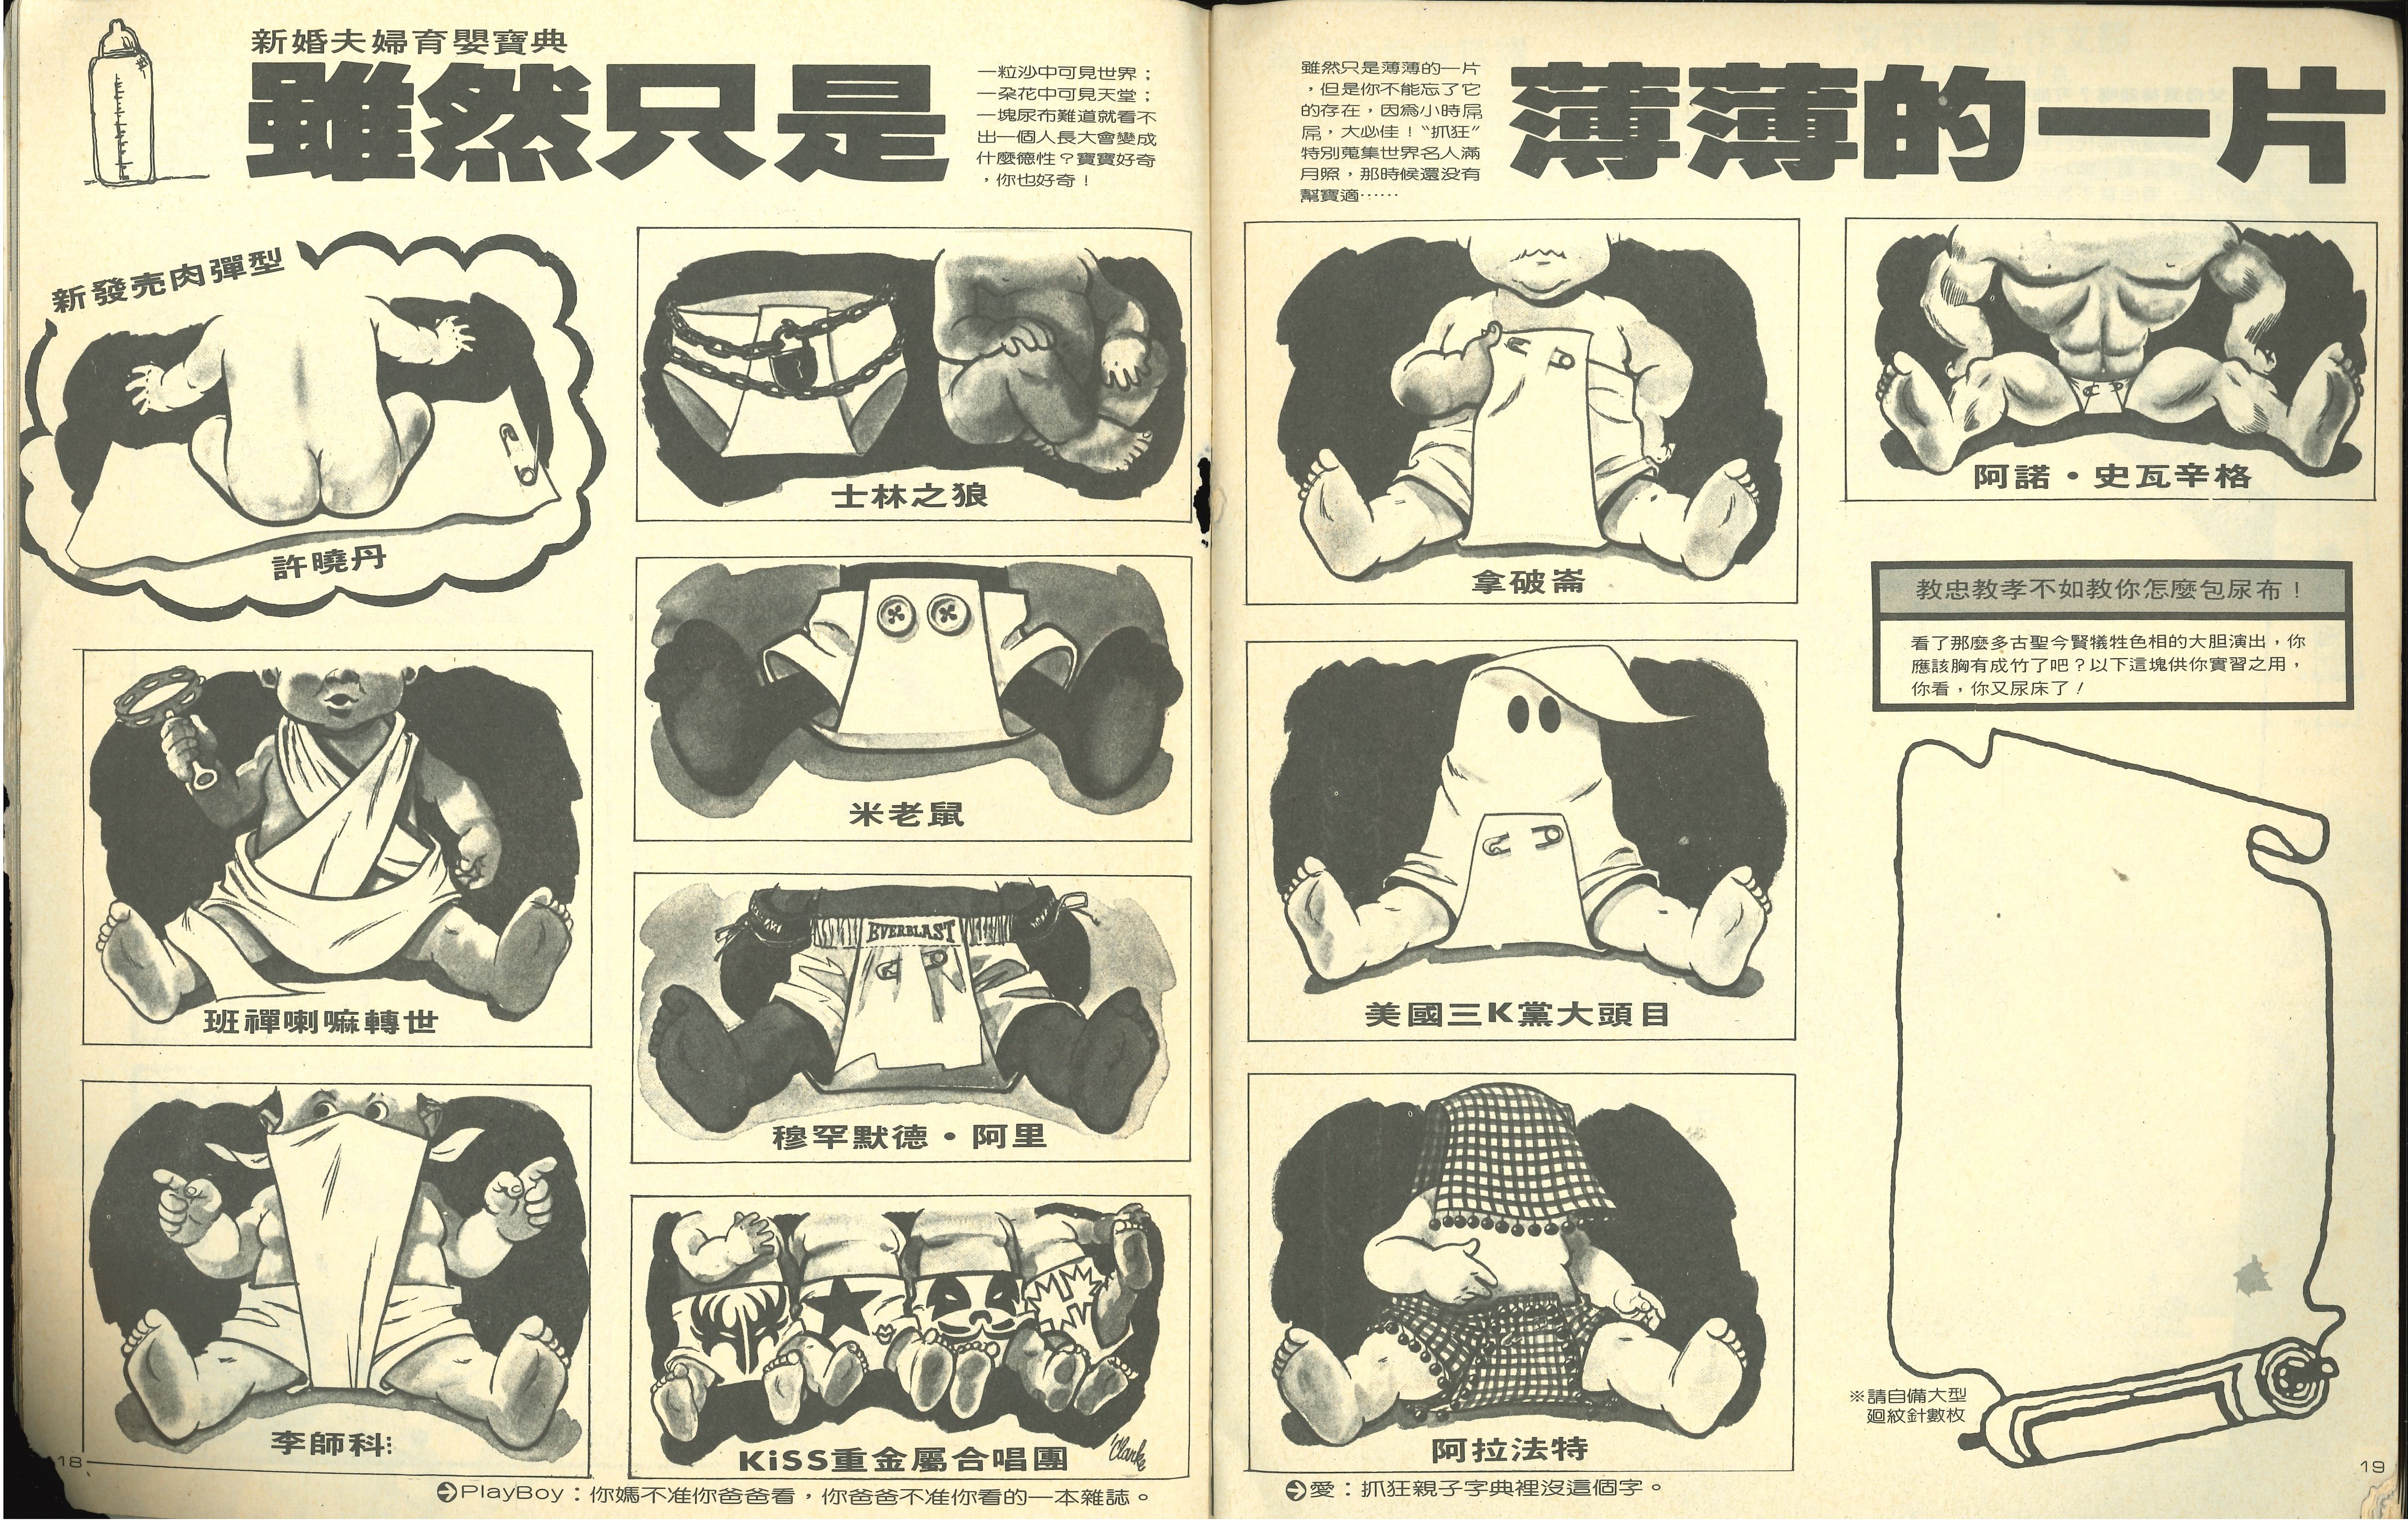 新婚夫婦育嬰寶典
雖然只是
一粒沙中可見世界；
一朶花中可見天堂；
一塊尿布難道就看不
出一個人長大會變成
什麼德性？寶寶好奇
，你也好奇！
新發売肉彈型
許曉丹
班禪喇嘛轉世
李師科
18
士林之狼
米老鼠
EVERBLAST
穆罕默德・阿里
KiSS重金屬合唱團
Clarke
PlayBoy：你媽不准你爸爸看，你爸爸不准你看的一本雜誌。
雖然只是薄薄的一片
，但是你不能忘了它
的存在，因爲小時屌
屌，大必佳！“抓狂”
特別蒐集世界名人滿
月照，那時候還没有
幫寶適……
薄薄的一片
拿破崙
美國三K黨大頭目
阿拉法特
愛：抓狂親子字典裡沒這個字。
阿諾・史瓦辛格
教忠教孝不如教你怎麼包尿布！
看了那麼多古聖今賢犧牲色相的大胆演出，你
應該胸有成竹了吧？以下這塊供你實習之用，
你看，你又尿床了！
※請自備大型
廻紋針數枚
19